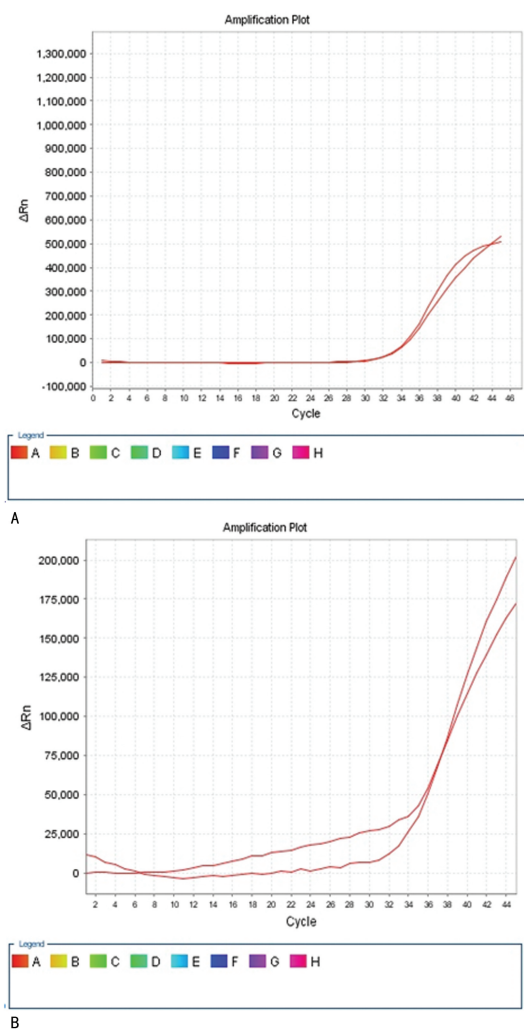 Amplification Plot
1,300,000
1,200,000
1,100,000
1,000,000
900,000
800,000
700,000
600,000
500,000
400,000
300,000
200,000
100,000
0
-100,000
ΔRn
0 2 4 6 8 10 12 14 16 18 20 22 24 26 28 30 32 34 36 38 40 42 44 46
Cycle
Legend
A B C D E F G H
A
Amplification Plot
200,000
175,000
150,000
125,000
100,000
75,000
50,000
25,000
0
ΔRn
2 4 6 8 10 12 14 16 18 20 22 24 26 28 30 32 34 36 38 40 42 44
Cycle
Legend
A B C D E F G H
B